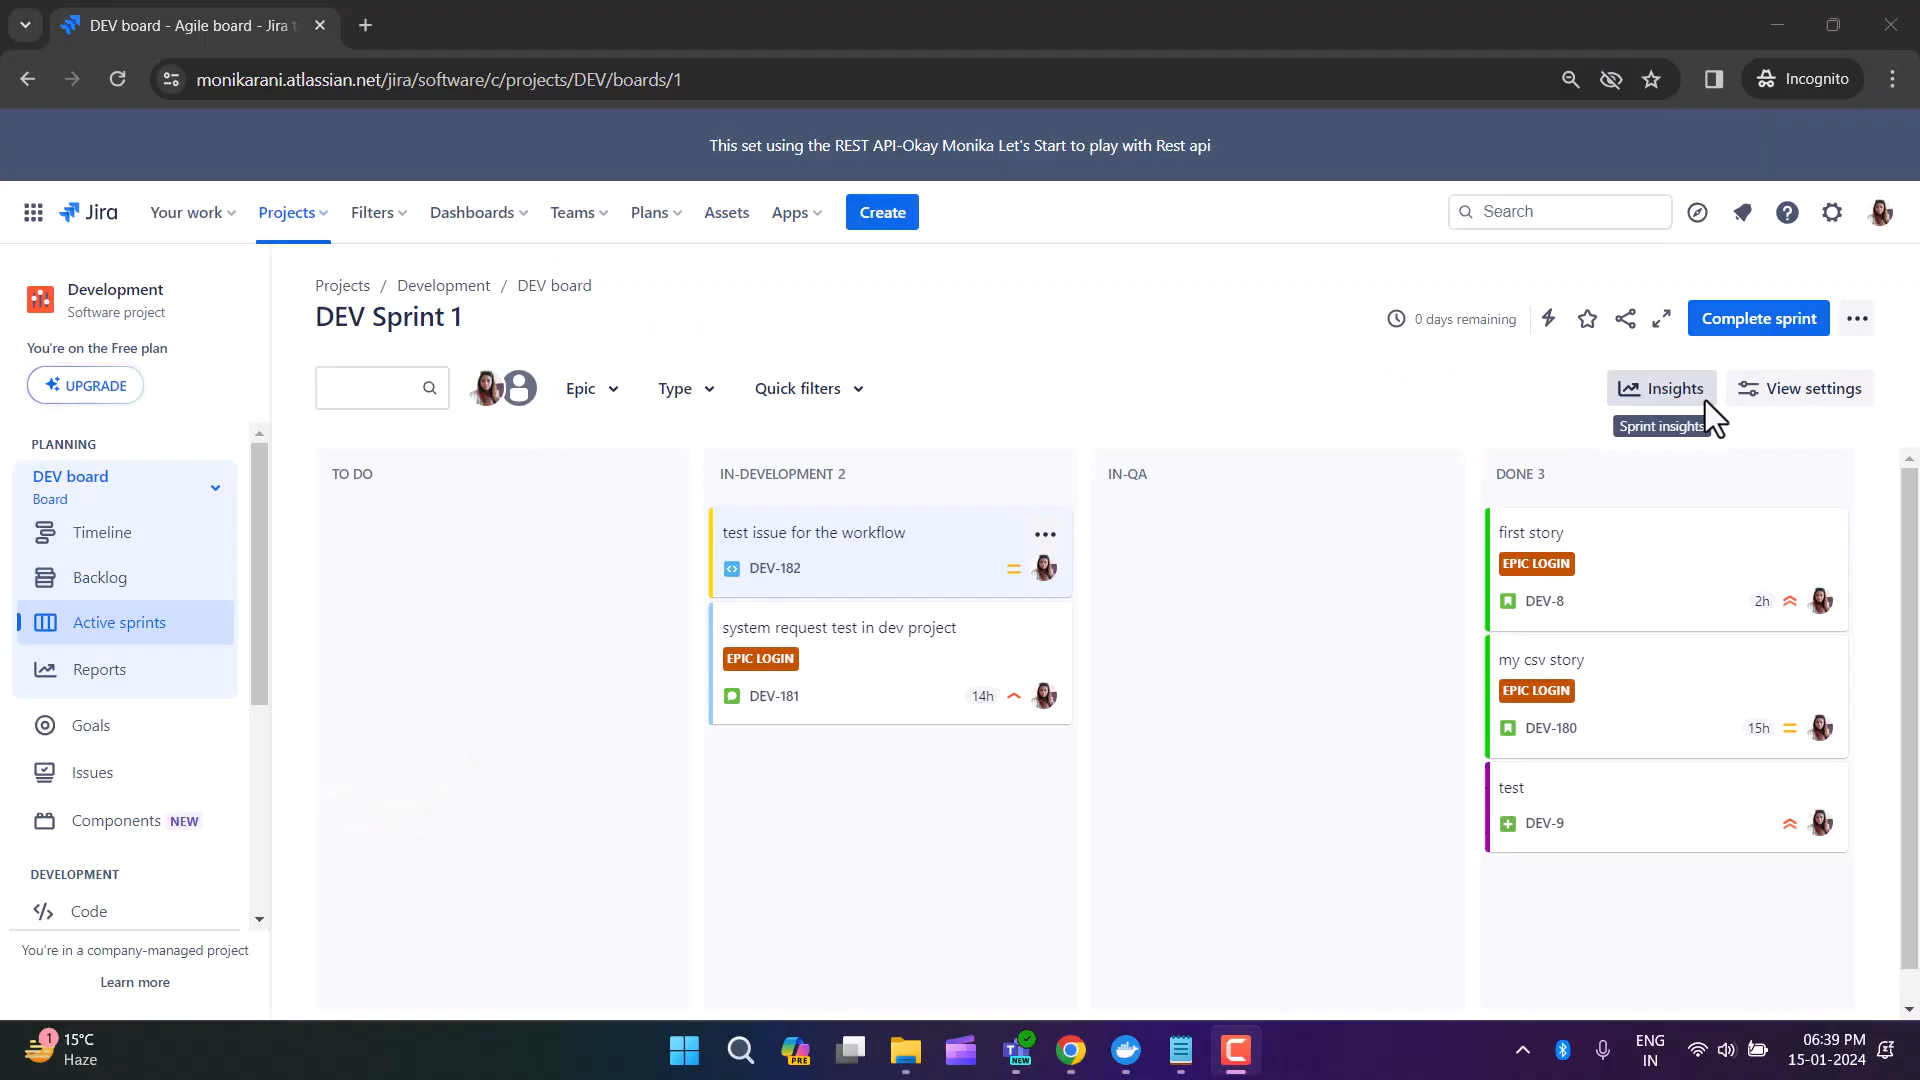 DEV board - Agile board - Jira
monikarani.atlassian.net/jira/software/c/projects/DEV/boards/1
Incognito
This set using the REST API-Okay Monika Let's Start to play with Rest api
Jira
Your work
Projects
Filters
Dashboards
Teams
Plans
Assets
Apps
Create
Search
Development
Software project
You're on the Free plan
UPGRADE
PLANNING
DEV board
Board
Timeline
Backlog
Active sprints
Reports
Goals
Issues
Components NEW
DEVELOPMENT
Code
You're in a company-managed project
Learn more
Projects / Development / DEV board
DEV Sprint 1
0 days remaining
Complete sprint
Epic
Type
Quick filters
Insights
View settings
Sprint insights
TO DO
IN-DEVELOPMENT 2
test issue for the workflow
DEV-182
system request test in dev project
EPIC LOGIN
DEV-181
14h
IN-QA
DONE 3
first story
EPIC LOGIN
DEV-8
2h
my csv story
EPIC LOGIN
DEV-180
15h
test
DEV-9
1
15°C
Haze
PRE
NEW
ENG
IN
06:39 PM
15-01-2024